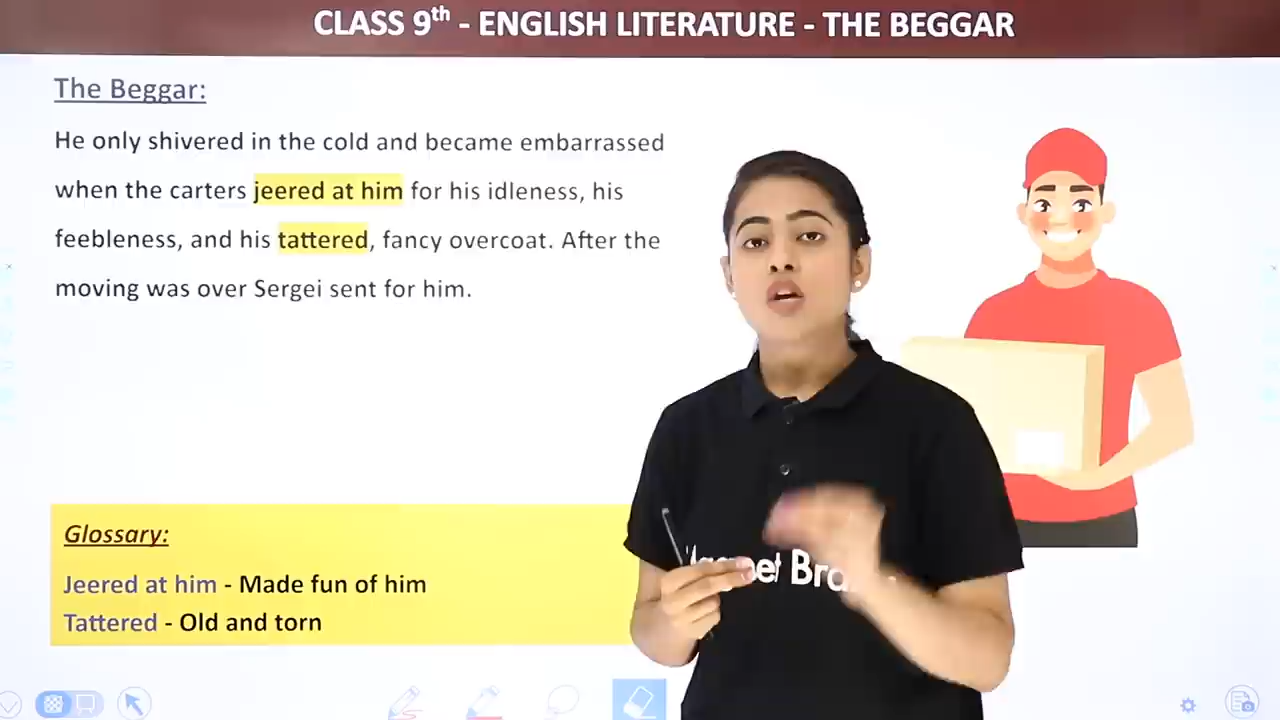 CLASS 9th - ENGLISH LITERATURE - THE BEGGAR
The Beggar:
He only shivered in the cold and became embarrassed
when the carters jeered at him for his idleness, his
feebleness, and his tattered, fancy overcoat. After the
moving was over Sergei sent for him.
Glossary:
Jeered at him - Made fun of him
Tattered - Old and torn